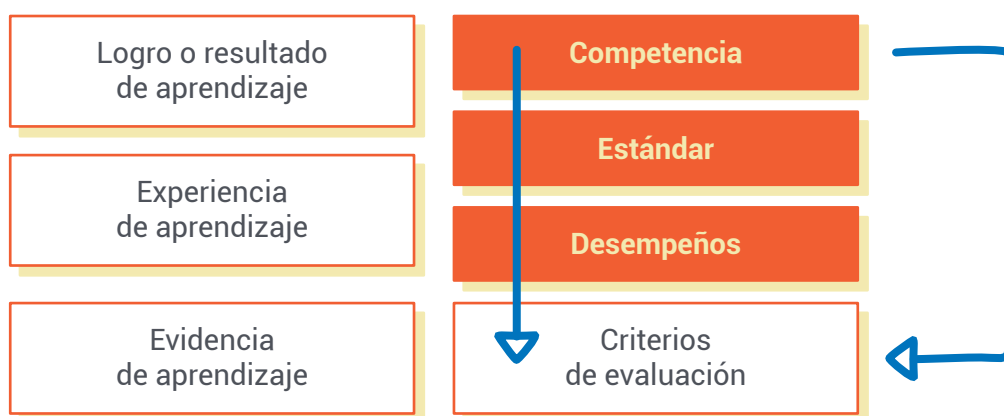 Logro o resultado
de aprendizaje
Experiencia
de aprendizaje
Evidencia
de aprendizaje
Competencia
Estándar
Desempeños
Criterios
de evaluación